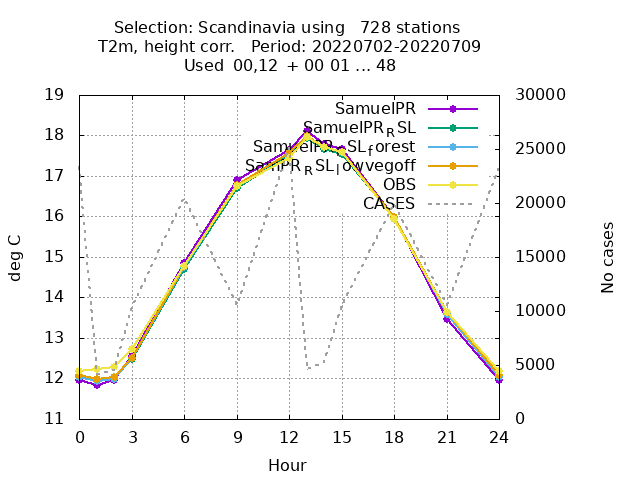 Selection: Scandinavia using   728 stations
T2m, height corr.   Period: 20220702-20220709
Used  00,12  + 00 01 ... 48
19
18
17
16
15
14
13
12
11
deg C
30000
25000
20000
15000
10000
5000
0
No cases
SamuelPR
SamuelPR_RSL
SamuelPR_RSL_forest
OBS
CASES
0 3 6 9 12 15 18 21 24
Hour